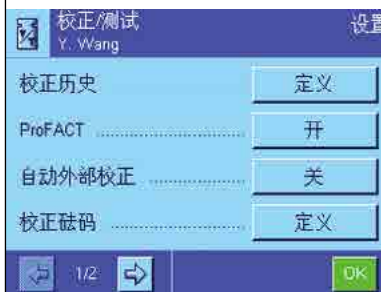 校正/测试
设置
Y. Wang
校正历史 定义
ProFACT ........................ 开
自动外部校正 ................ 关
校正砝码 ...................... 定义
1/2 OK